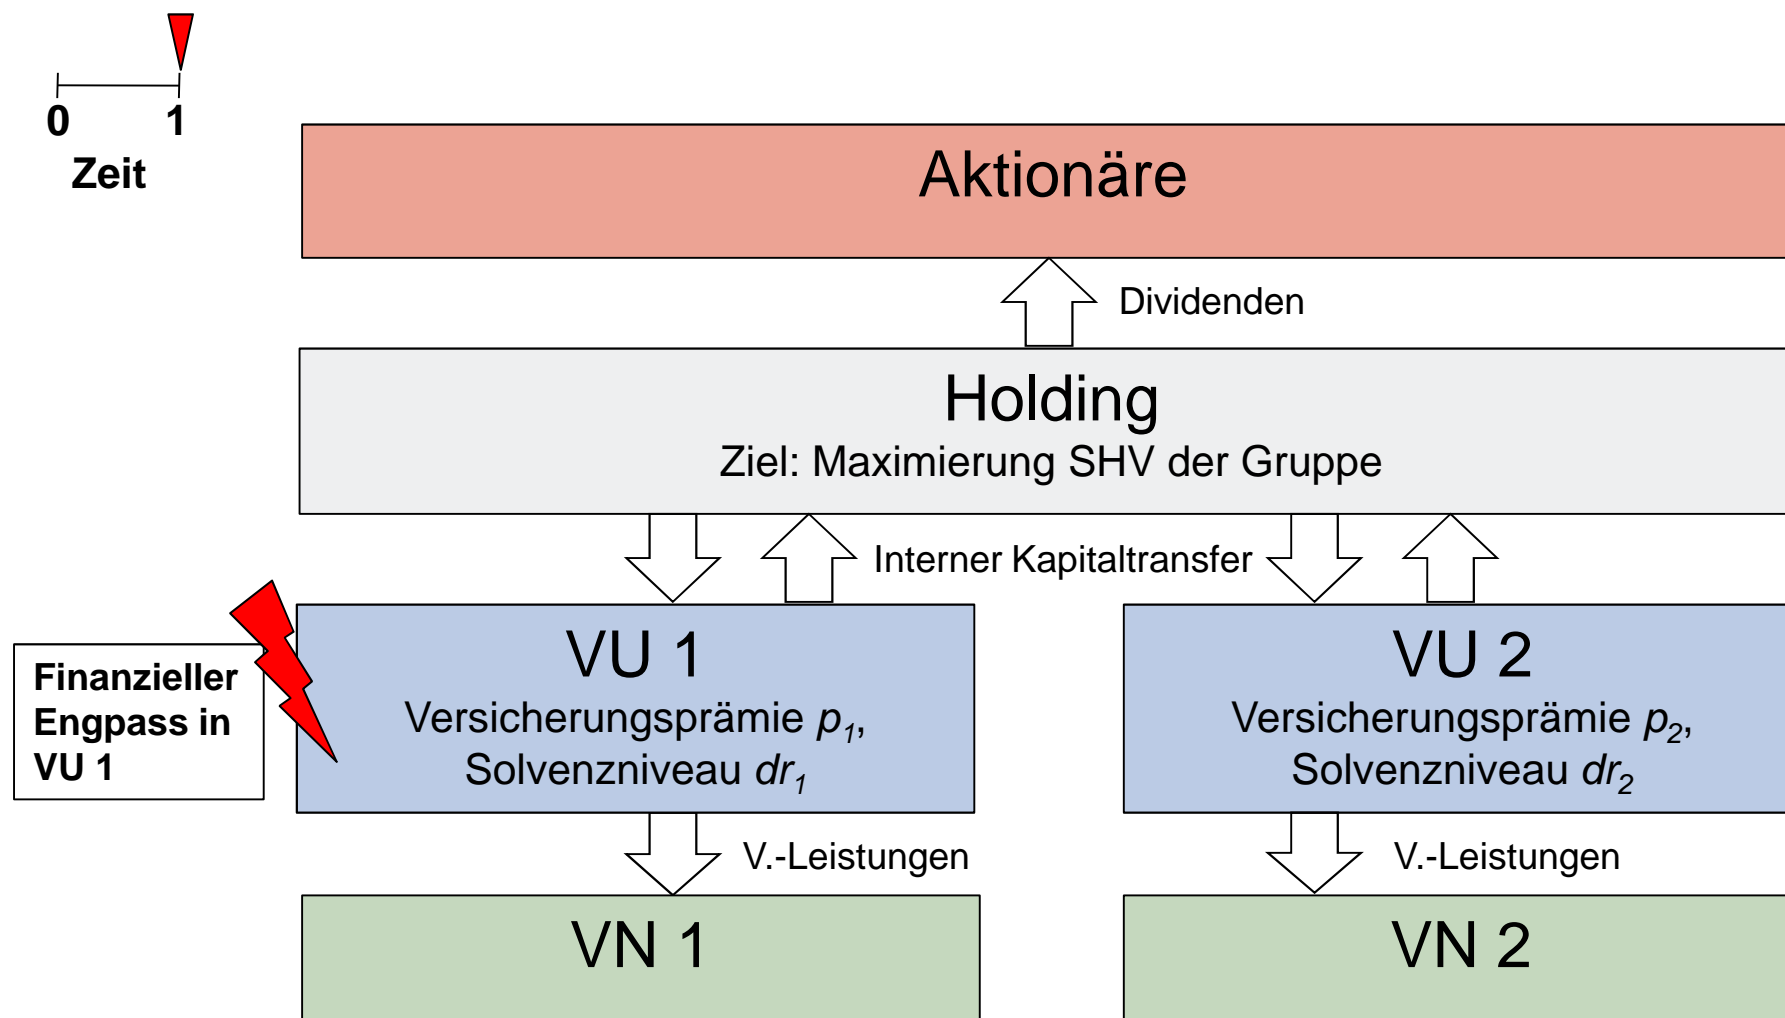 0 1
Zeit
Aktionäre
Dividenden
Holding
Ziel: Maximierung SHV der Gruppe
Interner Kapitaltransfer
Finanzieller
Engpass in
VU 1
VU 1
Versicherungsprämie p₁,
Solvenzniveau dr₁
VU 2
Versicherungsprämie p₂,
Solvenzniveau dr₂
V.-Leistungen
V.-Leistungen
VN 1
VN 2